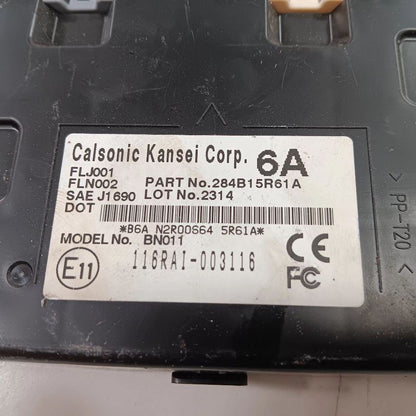 Calsonic Kansei Corp. 6A
FLJ001
FLN002 PART No.284B15R61A
SAE J1690 LOT No.2314
DOT
*B6A N2R00864 5R61A*
MODEL No. BN011
E11 116RAI-003116 CE
FC
> PP-T20 <